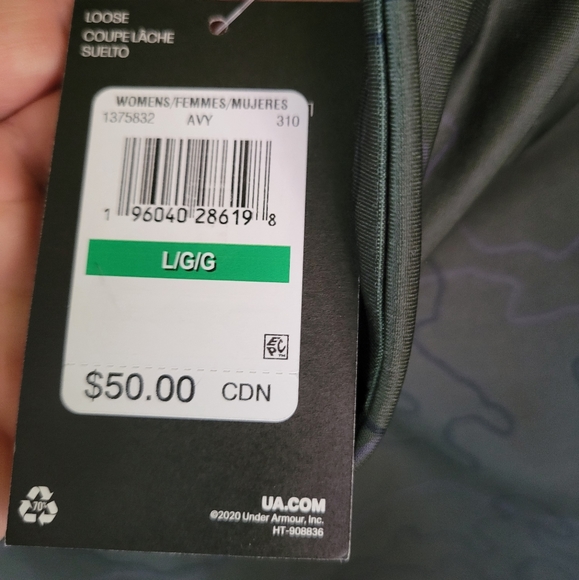 LOOSE
COUPE LÂCHE
SUELTO
WOMENS/FEMMES/MUJERES
1375832 AVY 310
1 96040 28619 8
L/G/G
$50.00 CDN
70%
UA.COM
©2020 Under Armour, Inc.
HT-908836